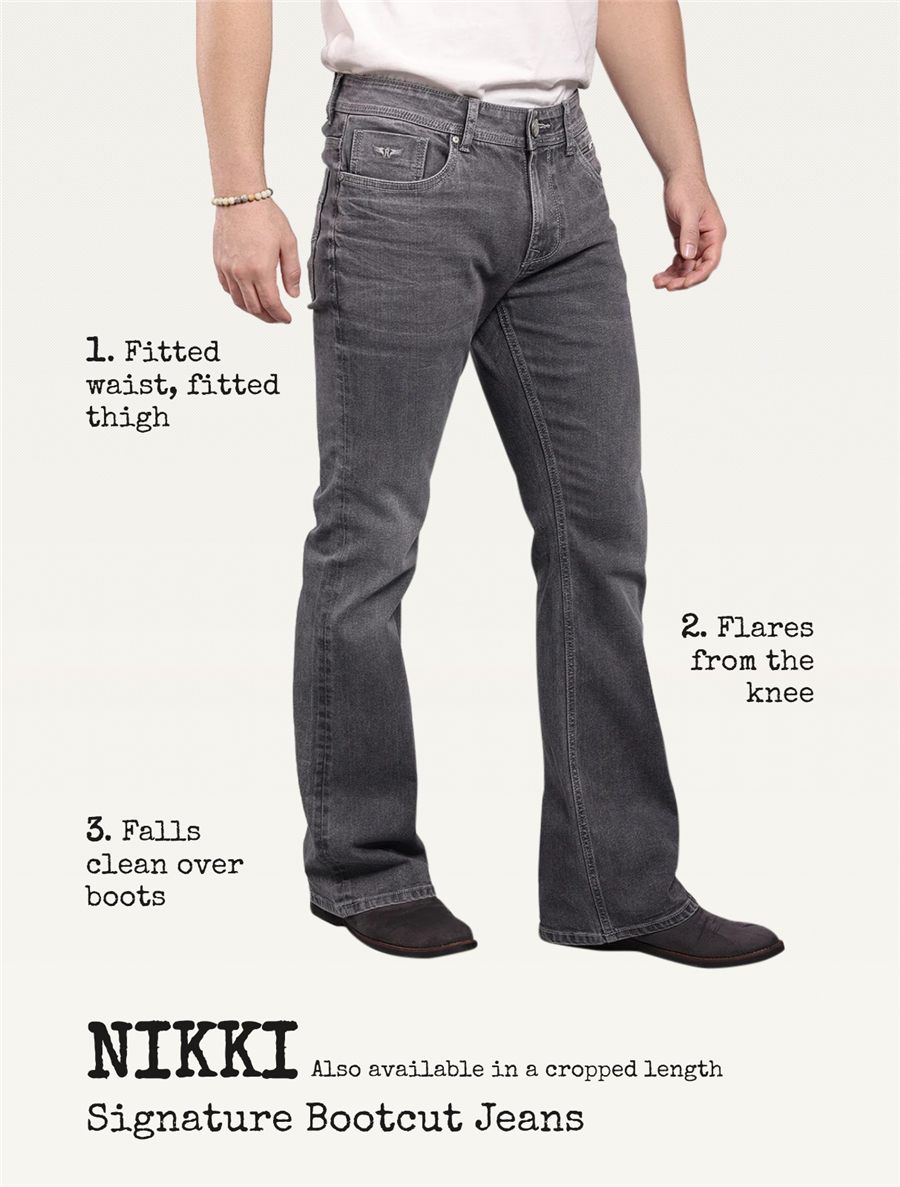 1. Fitted
waist, fitted
thigh
2. Flares
from the
knee
3. Falls
clean over
boots
NIKKI Also available in a cropped length
Signature Bootcut Jeans